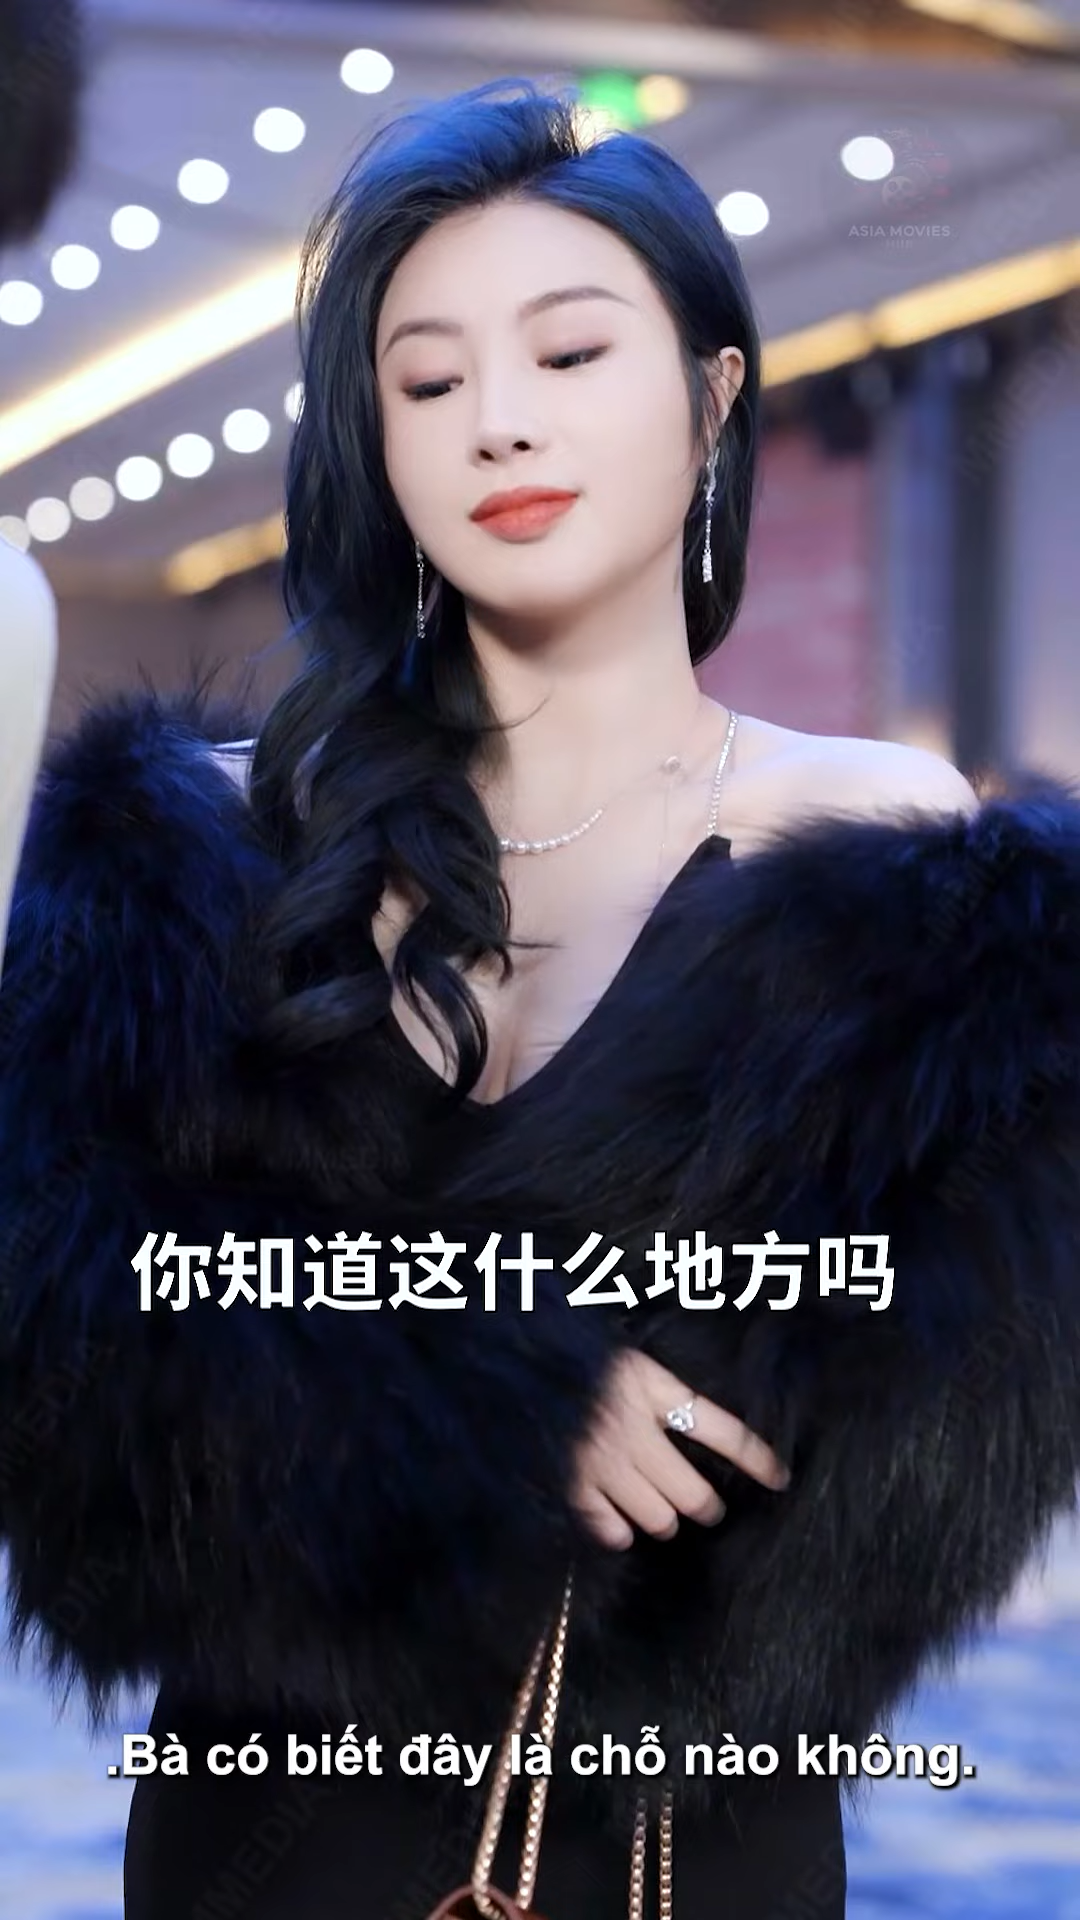 ASIA MOVIES
HUB
你知道这什么地方吗
.Bà có biết đây là chỗ nào không.